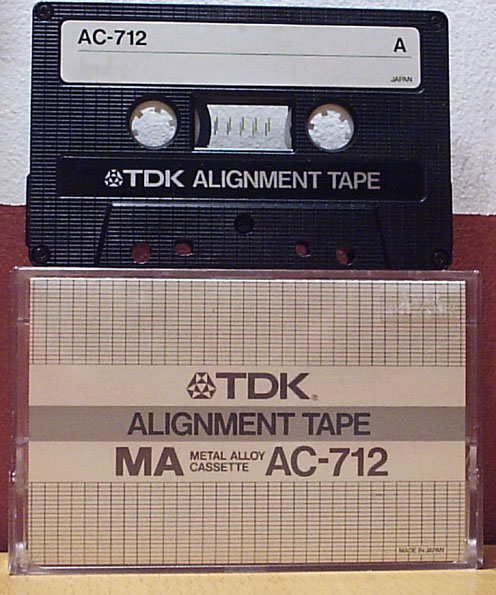 AC-712
A
JAPAN
TDK ALIGNMENT TAPE
TDK®
ALIGNMENT TAPE
MA METAL ALLOY CASSETTE AC-712
MADE IN JAPAN